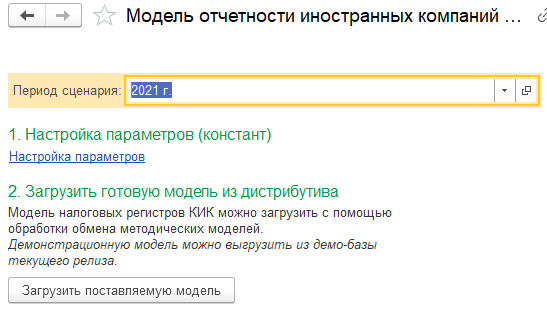 Модель отчетности иностранных компаний ...
Период сценария: 2021 г.
1. Настройка параметров (констант)
Настройка параметров
2. Загрузить готовую модель из дистрибутива
Модель налоговых регистров КИК можно загрузить с помощью
обработки обмена методических моделей.
Демонстрационную модель можно выгрузить из демо-базы
текущего релиза.
Загрузить поставляемую модель